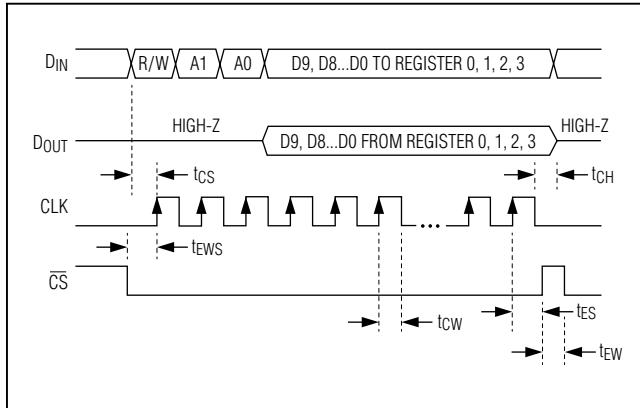 DIN
R/W
A1
A0
D9, D8...D0 TO REGISTER 0, 1, 2, 3
DOUT
HIGH-Z
D9, D8...D0 FROM REGISTER 0, 1, 2, 3
HIGH-Z
tCS
tCH
CLK
...
tEWS
CS
tCW
tES
tEW